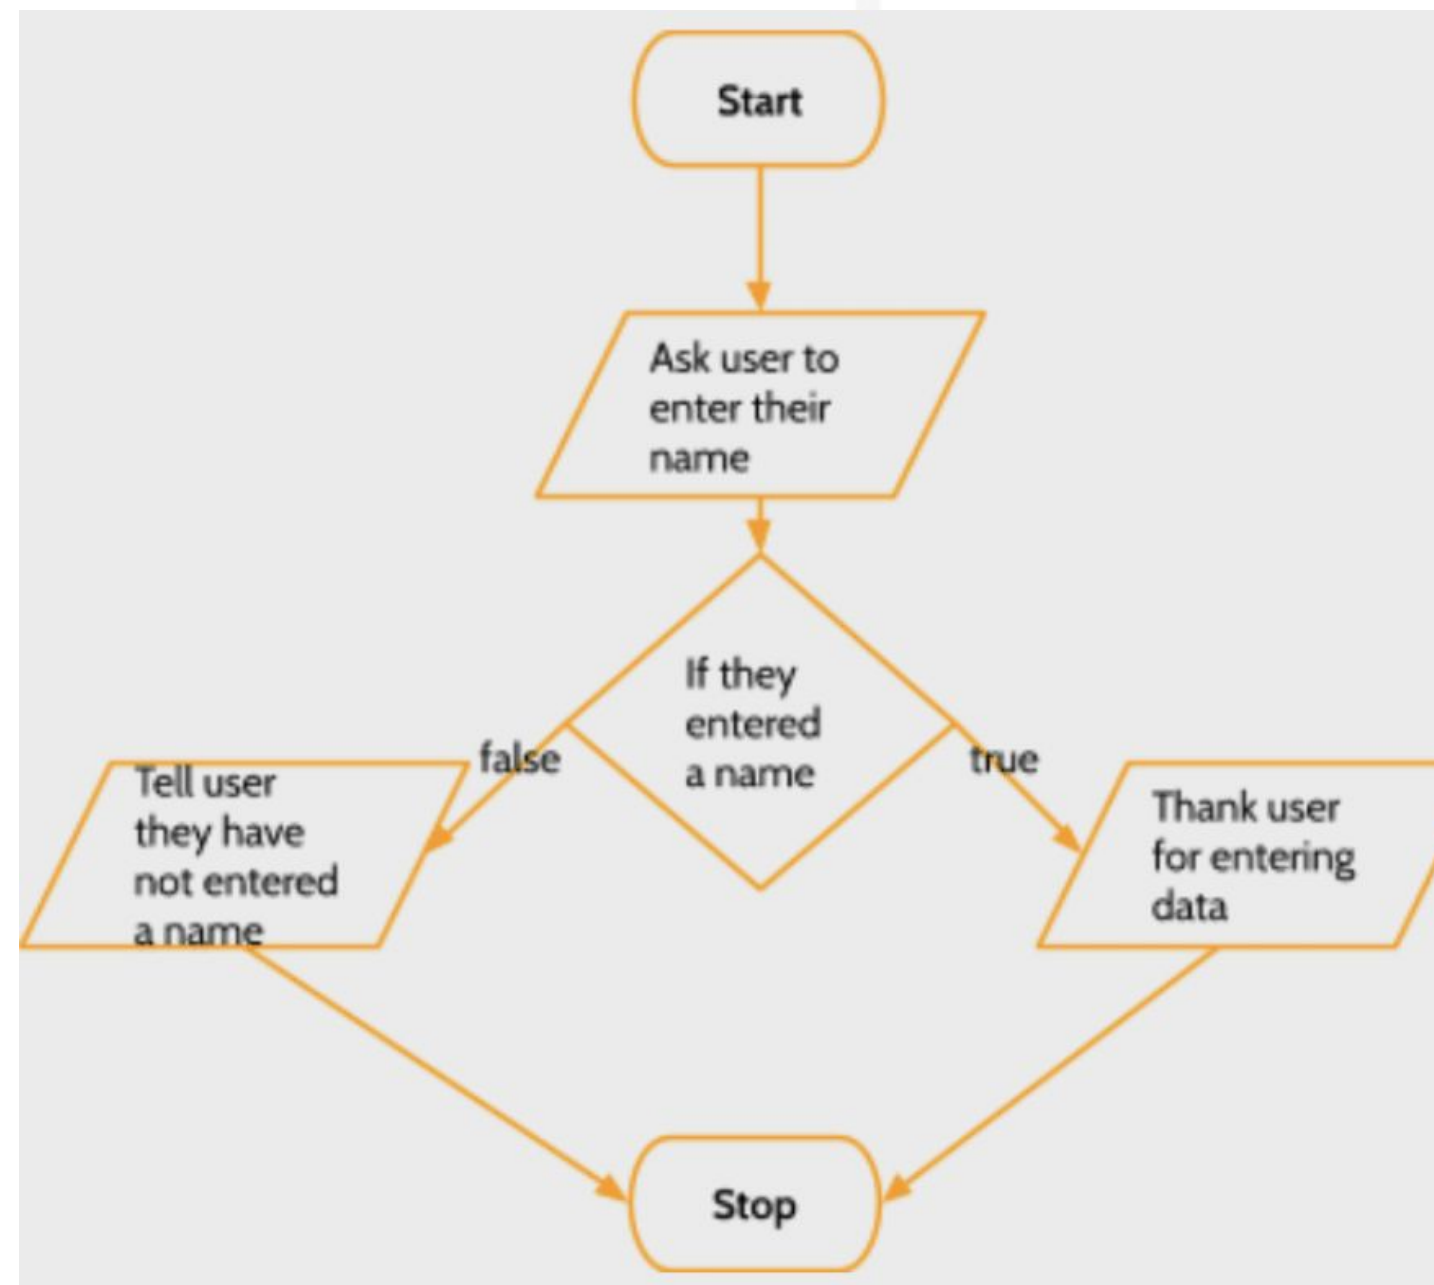 Start
Ask user to
enter their
name
If they
entered
a name
false
true
Tell user
they have
not entered
a name
Thank user
for entering
data
Stop